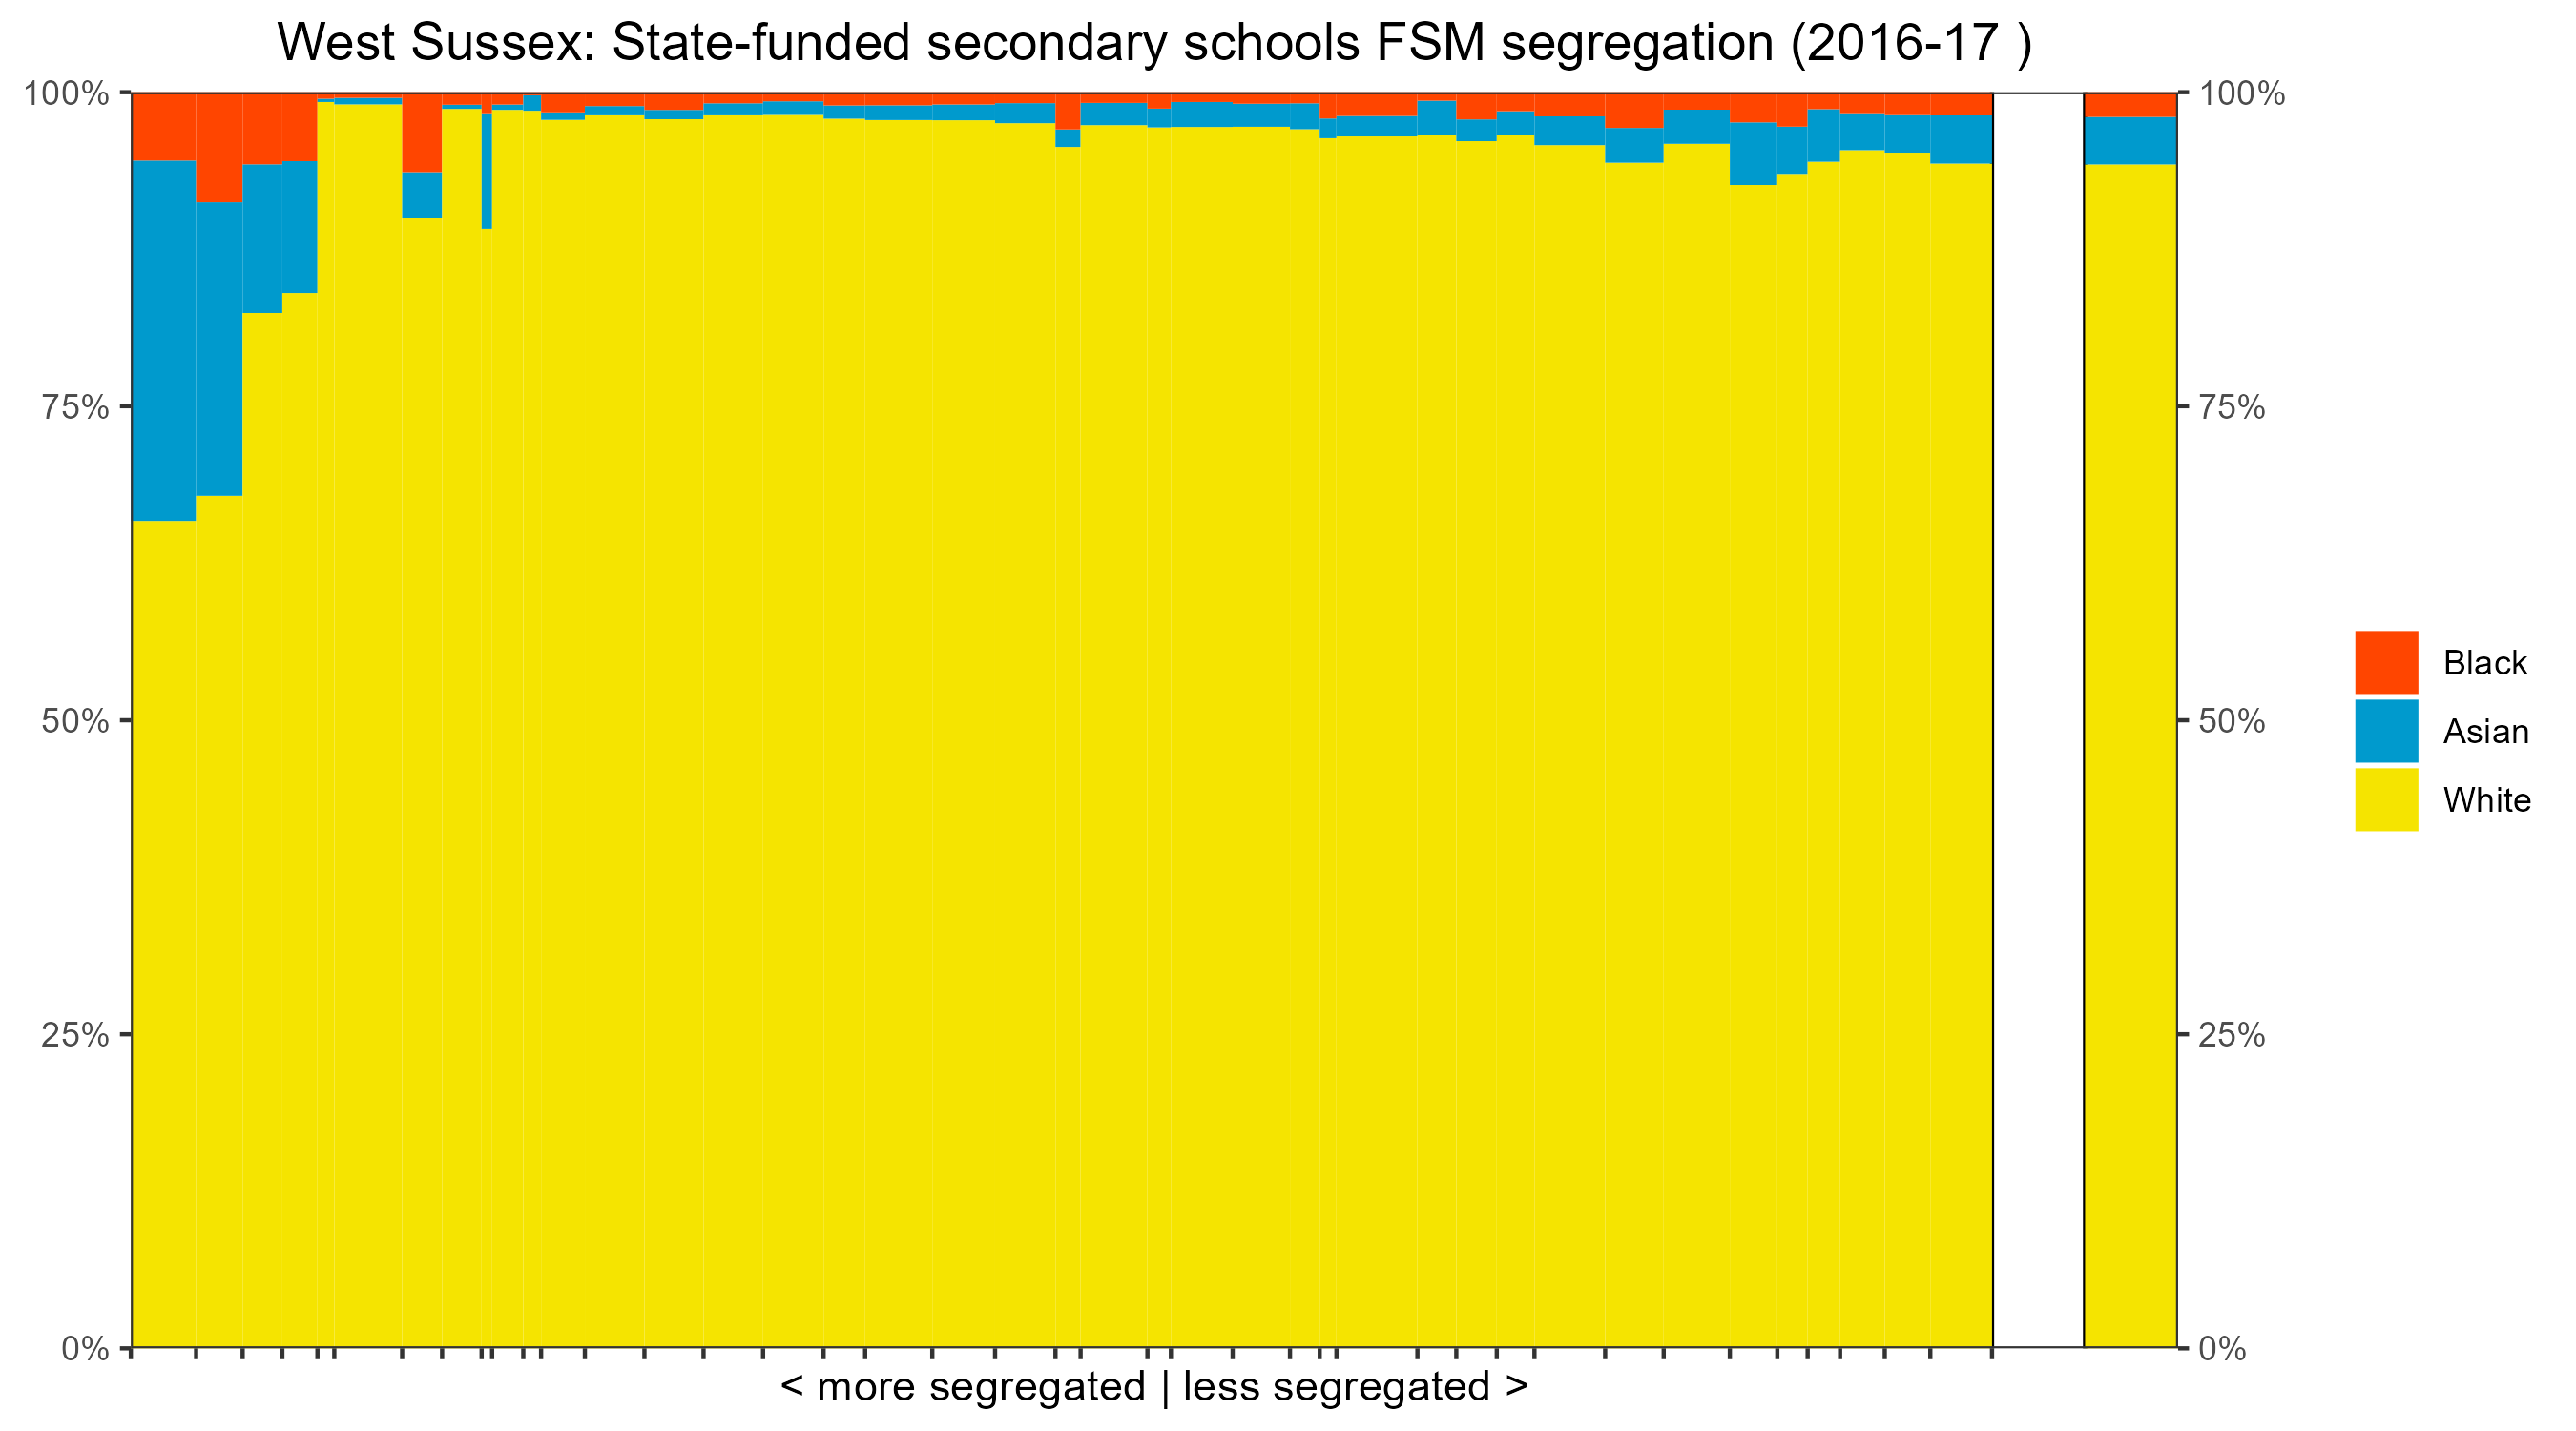 West Sussex: State-funded secondary schools FSM segregation (2016-17 )
100%
75%
50%
25%
0%
100%
75%
50%
25%
0%
Black
Asian
White
< more segregated | less segregated >